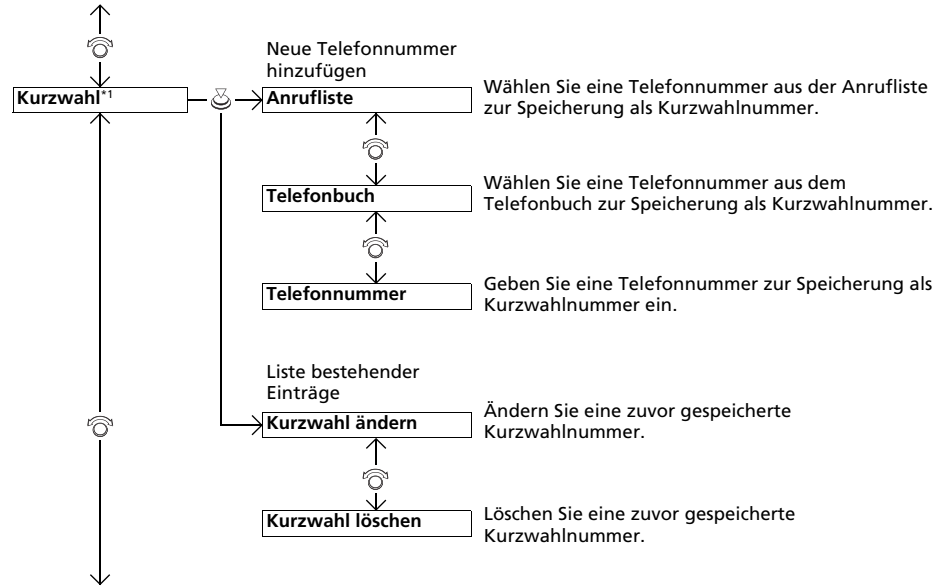 Neue Telefonnummer
hinzufügen
Kurzwahl*1
Anrufliste
Wählen Sie eine Telefonnummer aus der Anrufliste
zur Speicherung als Kurzwahlnummer.
Telefonbuch
Wählen Sie eine Telefonnummer aus dem
Telefonbuch zur Speicherung als Kurzwahlnummer.
Telefonnummer
Geben Sie eine Telefonnummer zur Speicherung als
Kurzwahlnummer ein.
Liste bestehender
Einträge
Kurzwahl ändern
Ändern Sie eine zuvor gespeicherte
Kurzwahlnummer.
Kurzwahl löschen
Löschen Sie eine zuvor gespeicherte
Kurzwahlnummer.